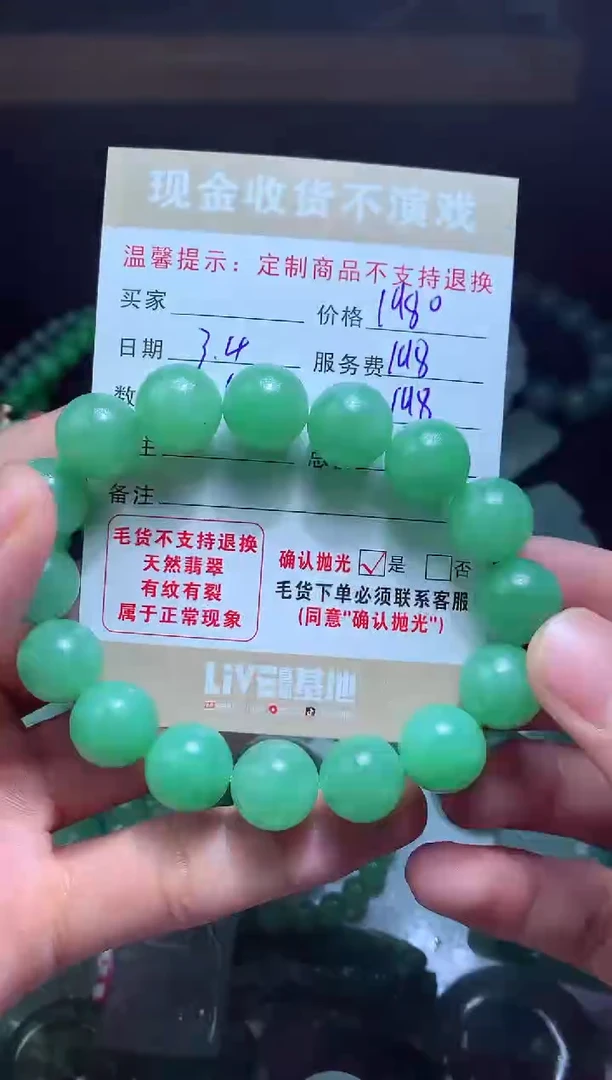 现金收货不演戏
温馨提示：定制商品不支持退换
买家 价格 1480
日期 3.4 服务费 148
数 148
主
备注
毛货不支持退换
天然翡翠
有纹有裂
属于正常现象
确认抛光 是 否
毛货下单必须联系客服
(同意"确认抛光")
LiVE 基地